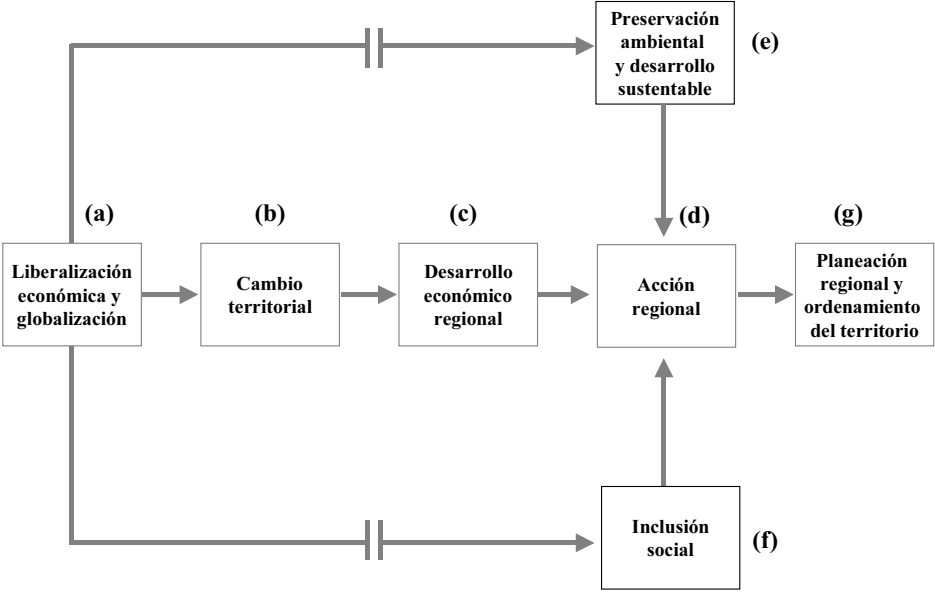 Preservación
ambiental
y desarrollo
sustentable
(e)
(a)
(b)
(c)
(d)
(g)
Liberalización
económica y
globalización
Cambio
territorial
Desarrollo
económico
regional
Acción
regional
Planeación
regional y
ordenamiento
del territorio
Inclusión
social
(f)